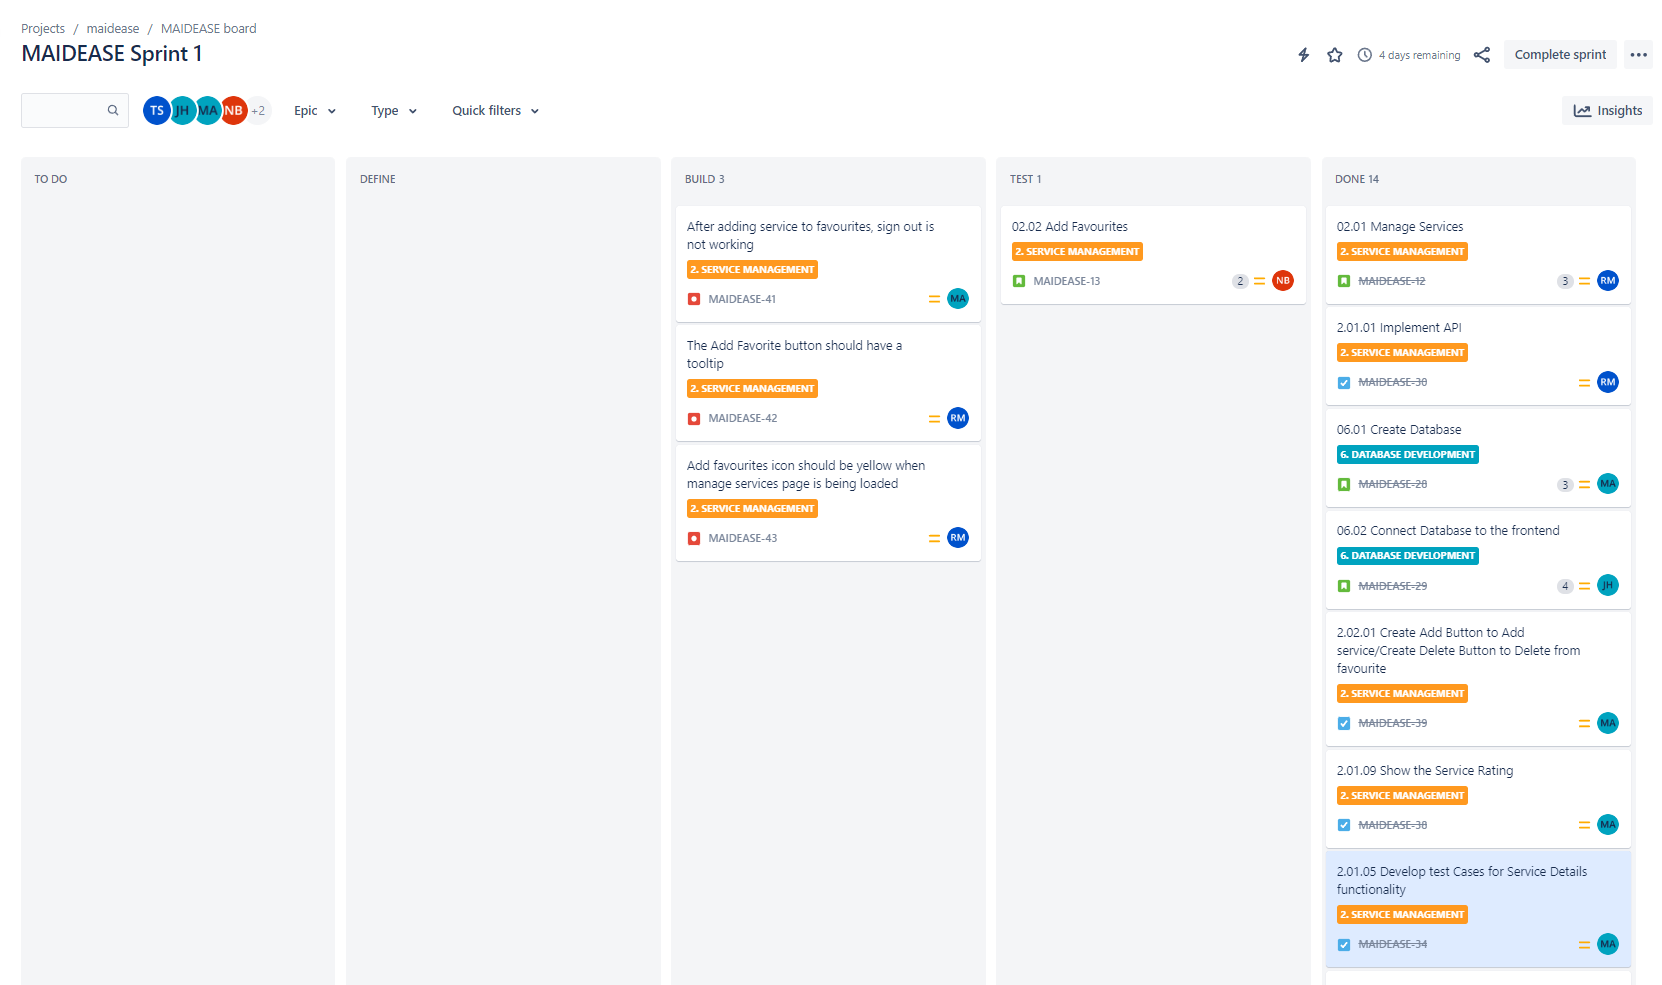 Projects / maidease / MAIDEASE board
MAIDEASE Sprint 1
4 days remaining
Complete sprint
TS JH MA NB +2
Epic
Type
Quick filters
Insights
TO DO
DEFINE
BUILD 3
After adding service to favourites, sign out is
not working
2. SERVICE MANAGEMENT
MAIDEASE-41
MA
The Add Favorite button should have a
tooltip
2. SERVICE MANAGEMENT
MAIDEASE-42
RM
Add favourites icon should be yellow when
manage services page is being loaded
2. SERVICE MANAGEMENT
MAIDEASE-43
RM
TEST 1
02.02 Add Favourites
2. SERVICE MANAGEMENT
MAIDEASE-13
2
NB
DONE 14
02.01 Manage Services
2. SERVICE MANAGEMENT
MAIDEASE-12
3
RM
2.01.01 Implement API
2. SERVICE MANAGEMENT
MAIDEASE-30
RM
06.01 Create Database
6. DATABASE DEVELOPMENT
MAIDEASE-28
3
MA
06.02 Connect Database to the frontend
6. DATABASE DEVELOPMENT
MAIDEASE-29
4
JH
2.02.01 Create Add Button to Add
service/Create Delete Button to Delete from
favourite
2. SERVICE MANAGEMENT
MAIDEASE-39
MA
2.01.09 Show the Service Rating
2. SERVICE MANAGEMENT
MAIDEASE-38
MA
2.01.05 Develop test Cases for Service Details
functionality
2. SERVICE MANAGEMENT
MAIDEASE-34
MA